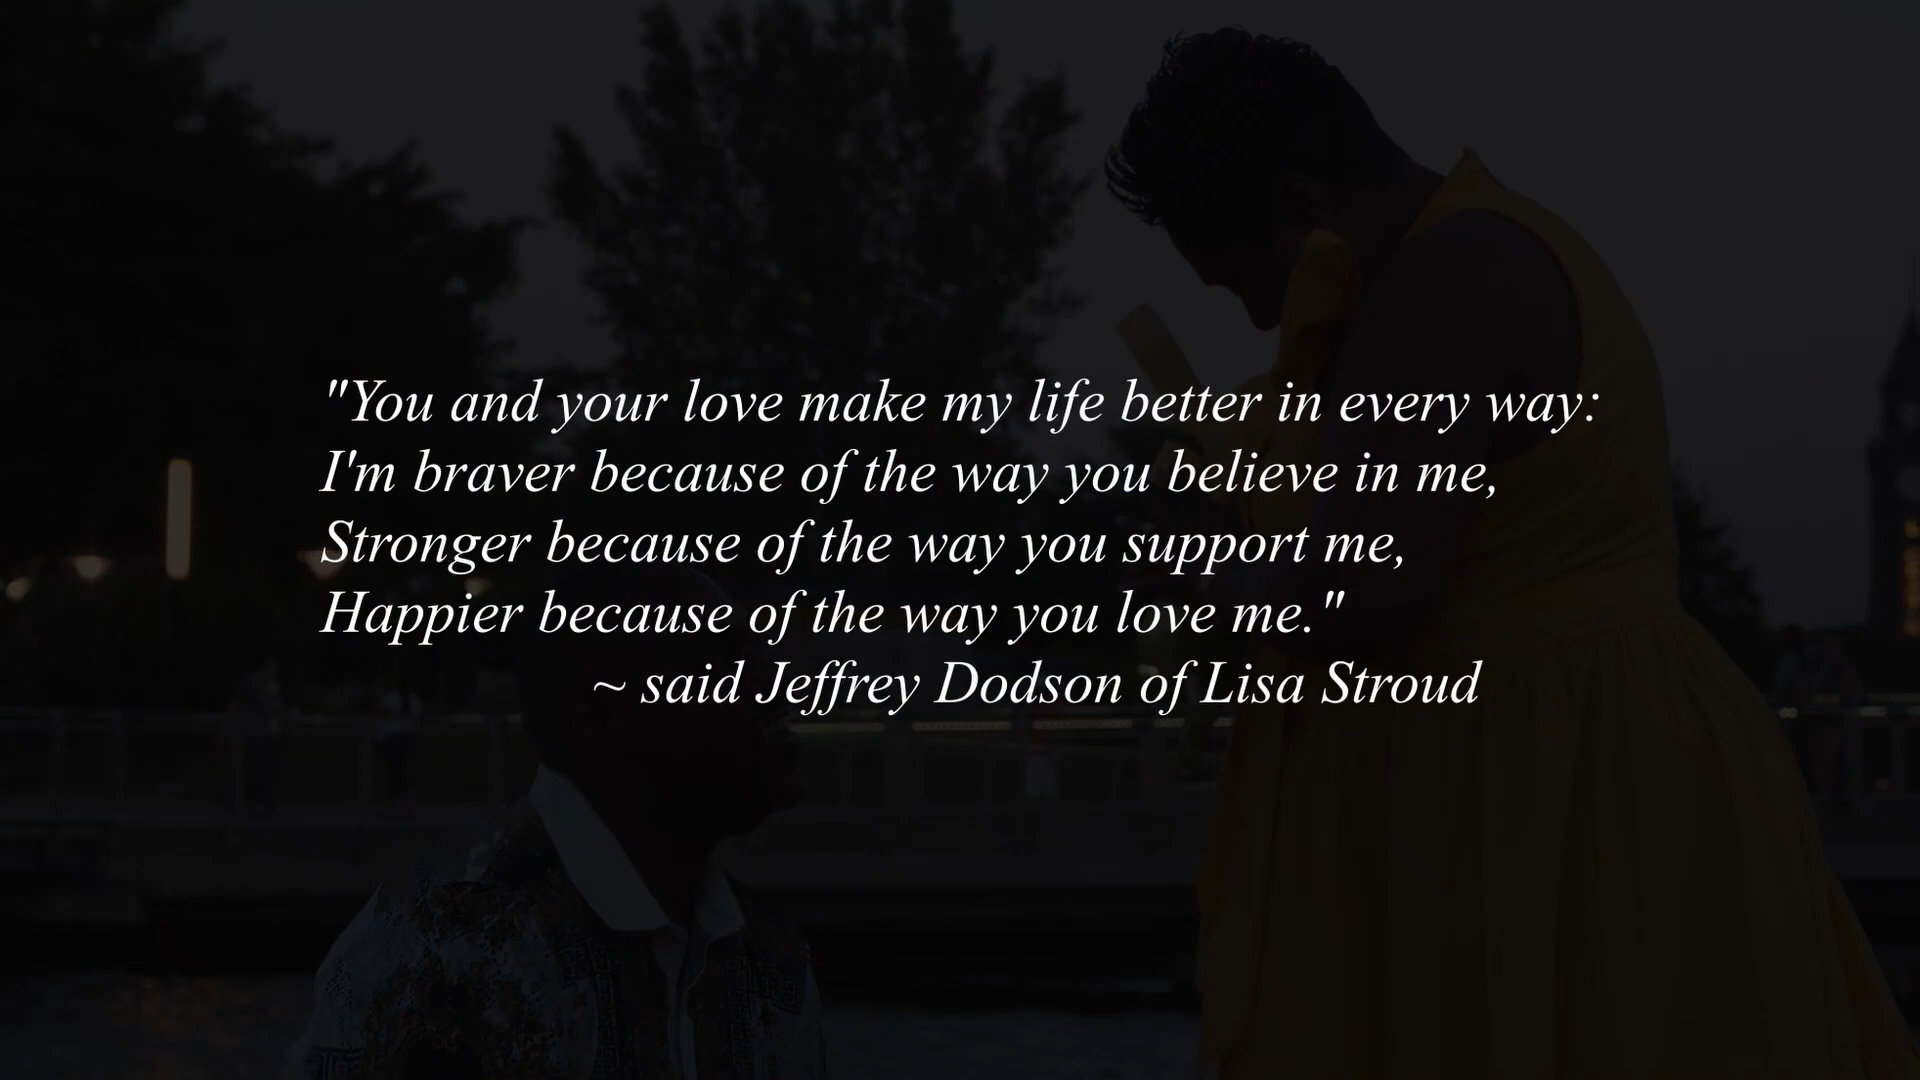 "You and your love make my life better in every way:
I'm braver because of the way you believe in me,
Stronger because of the way you support me,
Happier because of the way you love me."
~ said Jeffrey Dodson of Lisa Stroud